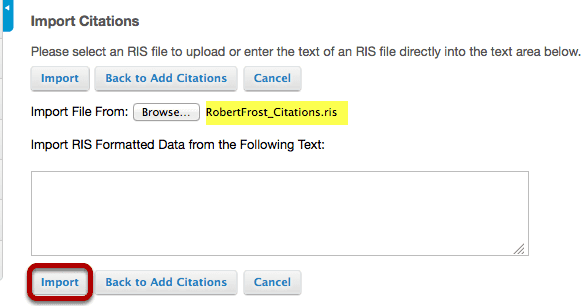 Import Citations
Please select an RIS file to upload or enter the text of an RIS file directly into the text area below.
Import Back to Add Citations Cancel
Import File From: Browse... RobertFrost_Citations.ris
Import RIS Formatted Data from the Following Text:
Import Back to Add Citations Cancel